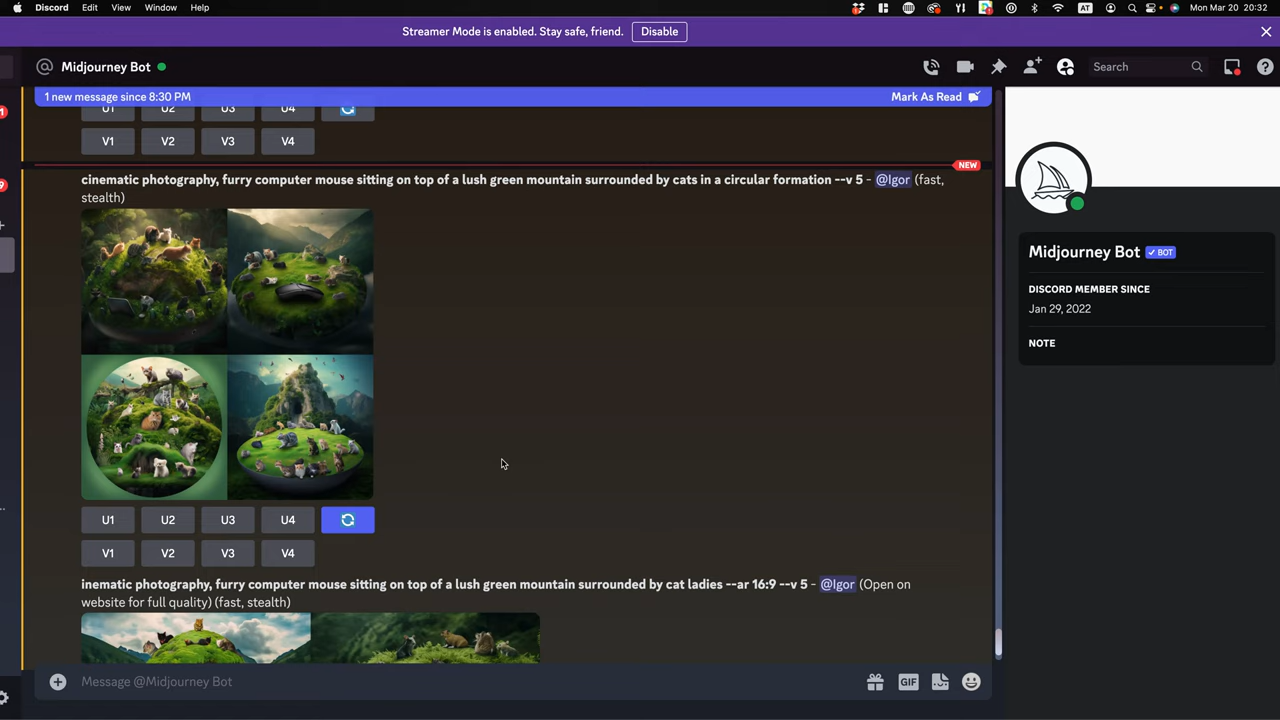 Discord Edit View Window Help
AT
Mon Mar 20 20:32
Streamer Mode is enabled. Stay safe, friend.
Disable
1
9
Midjourney Bot
Search
1 new message since 8:30 PM
Mark As Read
U1 U2 U3 U4
V1 V2 V3 V4
NEW
cinematic photography, furry computer mouse sitting on top of a lush green mountain surrounded by cats in a circular formation --v 5 - @Igor (fast,
stealth)
U1 U2 U3 U4
V1 V2 V3 V4
inematic photography, furry computer mouse sitting on top of a lush green mountain surrounded by cat ladies --ar 16:9 --v 5 - @Igor (Open on
website for full quality) (fast, stealth)
Message @Midjourney Bot
GIF
Midjourney Bot
BOT
DISCORD MEMBER SINCE
Jan 29, 2022
NOTE